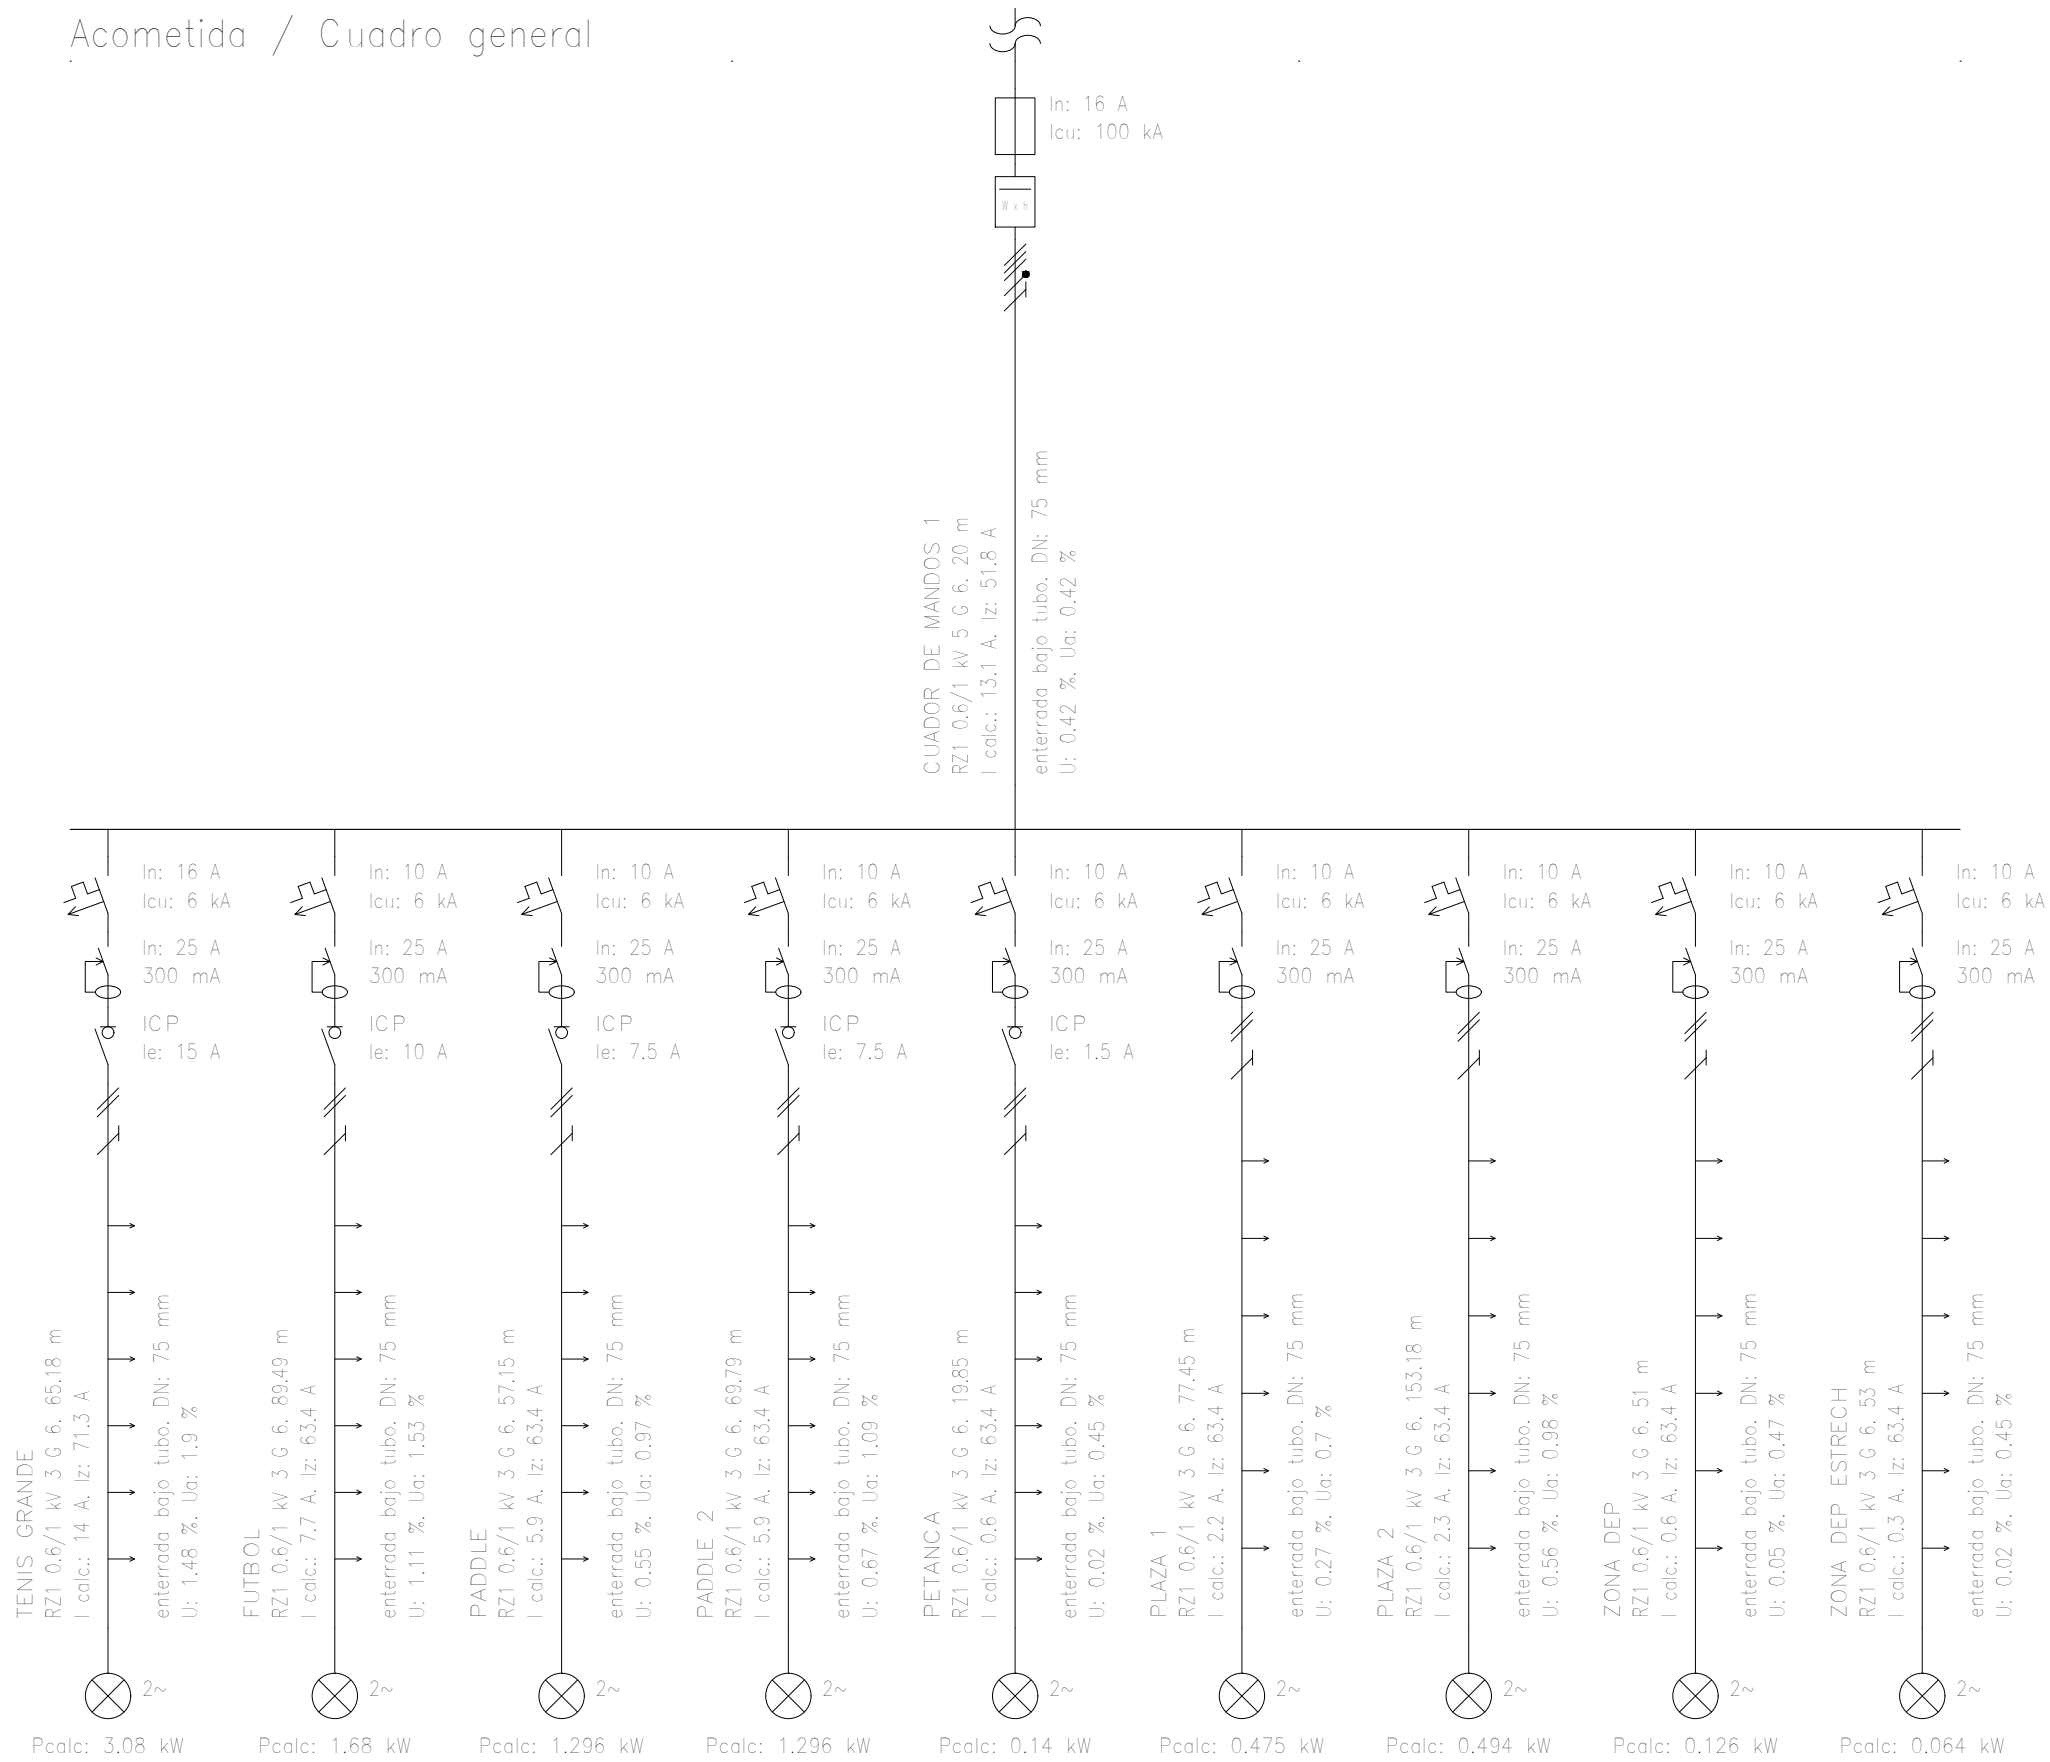 Acometida / Cuadro general
In: 16 A
Icu: 100 kA
W x h
CUADOR DE MANDOS 1
RZ1 0.6/1 kV 5 G 6. 20 m
I calc.: 13.1 A. Iz: 51.8 A
enterrada bajo tubo. DN: 75 mm
U: 0.42 %. Ua: 0.42 %
In: 16 A
Icu: 6 kA
In: 25 A
300 mA
ICP
Ie: 15 A
TENIS GRANDE
RZ1 0.6/1 kV 3 G 6. 65.18 m
I calc.: 14 A. Iz: 71.3 A
enterrada bajo tubo. DN: 75 mm
U: 1.48 %. Ua: 1.9 %
2~
Pcalc: 3.08 kW
In: 10 A
Icu: 6 kA
In: 25 A
300 mA
ICP
Ie: 10 A
FUTBOL
RZ1 0.6/1 kV 3 G 6. 89.49 m
I calc.: 7.7 A. Iz: 63.4 A
enterrada bajo tubo. DN: 75 mm
U: 1.11 %. Ua: 1.53 %
2~
Pcalc: 1.68 kW
In: 10 A
Icu: 6 kA
In: 25 A
300 mA
ICP
Ie: 7.5 A
PADDLE
RZ1 0.6/1 kV 3 G 6. 57.15 m
I calc.: 5.9 A. Iz: 63.4 A
enterrada bajo tubo. DN: 75 mm
U: 0.55 %. Ua: 0.97 %
2~
Pcalc: 1.296 kW
In: 10 A
Icu: 6 kA
In: 25 A
300 mA
ICP
Ie: 7.5 A
PADDLE 2
RZ1 0.6/1 kV 3 G 6. 69.79 m
I calc.: 5.9 A. Iz: 63.4 A
enterrada bajo tubo. DN: 75 mm
U: 0.67 %. Ua: 1.09 %
2~
Pcalc: 1.296 kW
In: 10 A
Icu: 6 kA
In: 25 A
300 mA
ICP
Ie: 1.5 A
PETANCA
RZ1 0.6/1 kV 3 G 6. 19.85 m
I calc.: 0.6 A. Iz: 63.4 A
enterrada bajo tubo. DN: 75 mm
U: 0.02 %. Ua: 0.45 %
2~
Pcalc: 0.14 kW
In: 10 A
Icu: 6 kA
In: 25 A
300 mA
PLAZA 1
RZ1 0.6/1 kV 3 G 6. 77.45 m
I calc.: 2.2 A. Iz: 63.4 A
enterrada bajo tubo. DN: 75 mm
U: 0.27 %. Ua: 0.7 %
2~
Pcalc: 0.475 kW
In: 10 A
Icu: 6 kA
In: 25 A
300 mA
PLAZA 2
RZ1 0.6/1 kV 3 G 6. 153.18 m
I calc.: 2.3 A. Iz: 63.4 A
enterrada bajo tubo. DN: 75 mm
U: 0.56 %. Ua: 0.98 %
2~
Pcalc: 0.494 kW
In: 10 A
Icu: 6 kA
In: 25 A
300 mA
ZONA DEP
RZ1 0.6/1 kV 3 G 6. 51 m
I calc.: 0.6 A. Iz: 63.4 A
enterrada bajo tubo. DN: 75 mm
U: 0.05 %. Ua: 0.47 %
2~
Pcalc: 0.126 kW
In: 10 A
Icu: 6 kA
In: 25 A
300 mA
ZONA DEP ESTRECH
RZ1 0.6/1 kV 3 G 6. 53 m
I calc.: 0.3 A. Iz: 63.4 A
enterrada bajo tubo. DN: 75 mm
U: 0.02 %. Ua: 0.45 %
2~
Pcalc: 0.064 kW